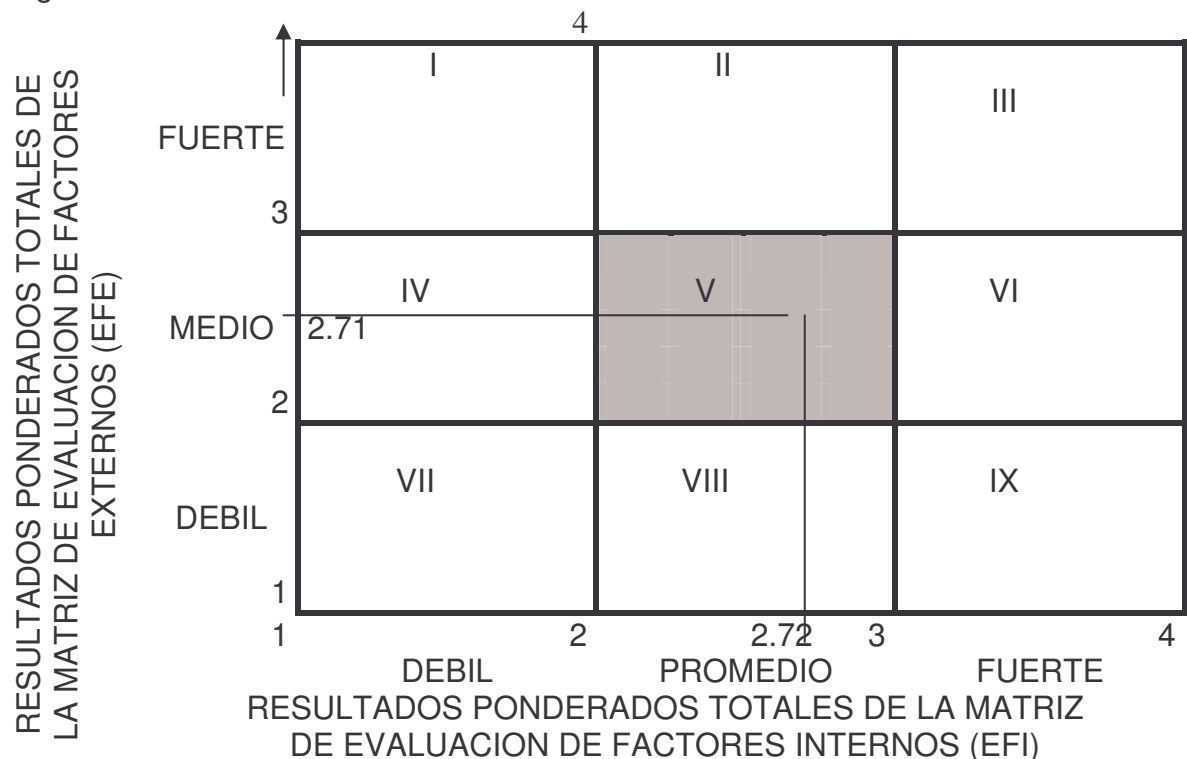 4
I
II
III
FUERTE
3
IV
V
VI
MEDIO
2.71
2
VII
VIII
IX
DEBIL
1
1
2
2.72
3
4
DEBIL
PROMEDIO
FUERTE
RESULTADOS PONDERADOS TOTALES DE LA MATRIZ
DE EVALUACION DE FACTORES INTERNOS (EFI)
RESULTADOS PONDERADOS TOTALES DE
LA MATRIZ DE EVALUACION DE FACTORES
EXTERNOS (EFE)